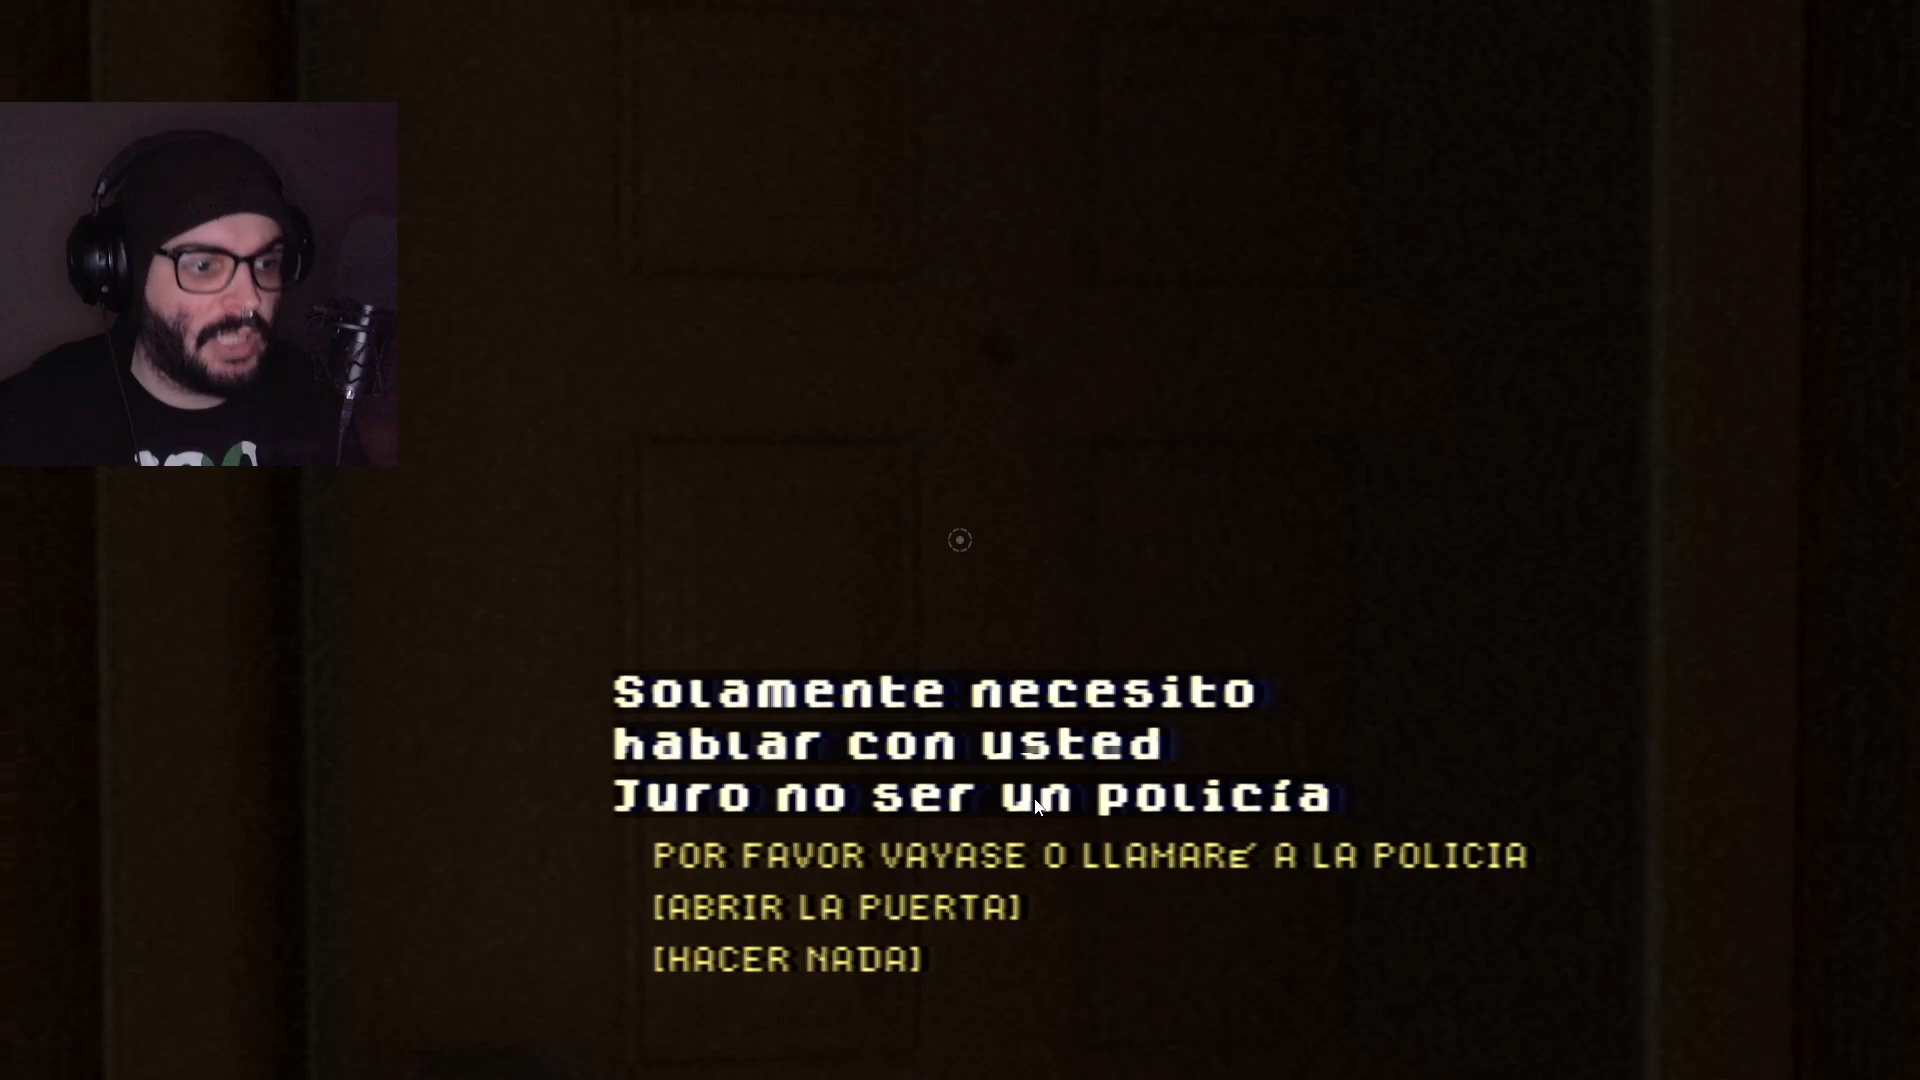 Solamente necesito
hablar con usted
Juro no ser un policía
POR FAVOR VAYASE O LLAMARé A LA POLICIA
[ABRIR LA PUERTA]
[HACER NADA]